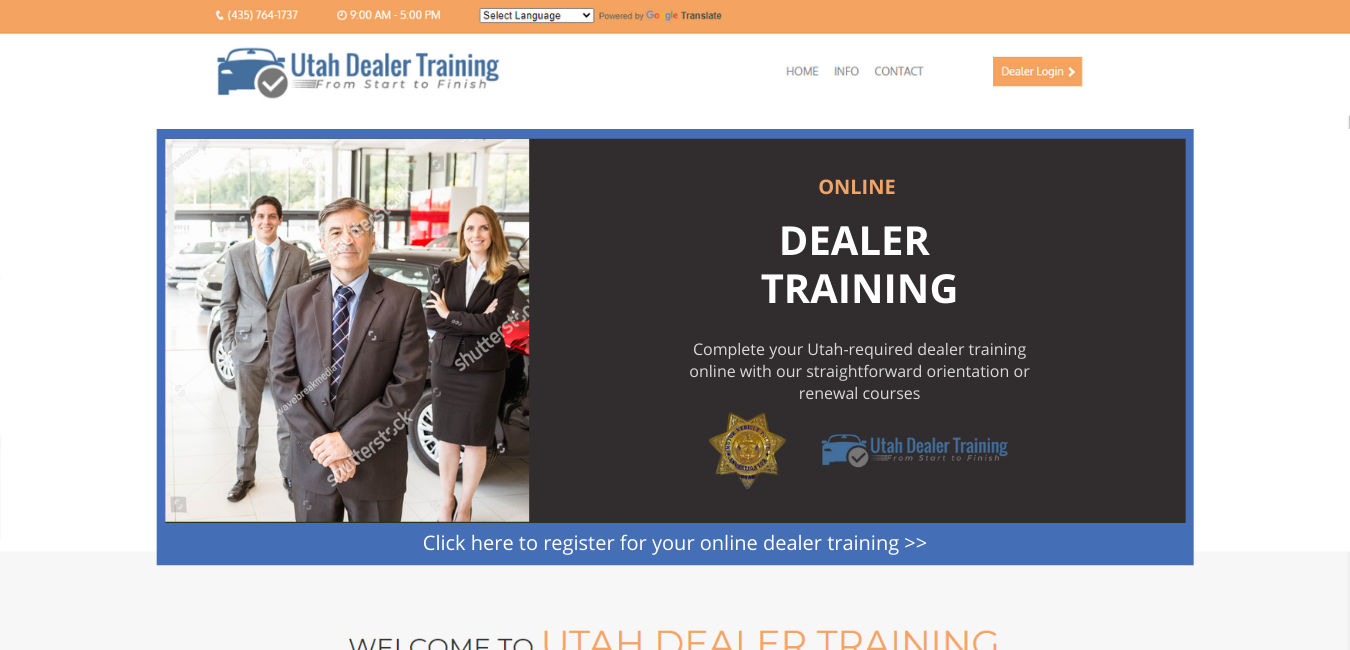 (435) 764-1737
9:00 AM - 5:00 PM
Select Language
Powered by Google Translate
Utah Dealer Training
From Start to Finish
HOME
INFO
CONTACT
Dealer Login
ONLINE
DEALER
TRAINING
Complete your Utah-required dealer training
online with our straightforward orientation or
renewal courses
Utah Dealer Training
From Start to Finish
shutterstock
shutterstock
shutterstock
wavebreakmedia
Click here to register for your online dealer training >>
WELCOME TO UTAH DEALER TRAINING